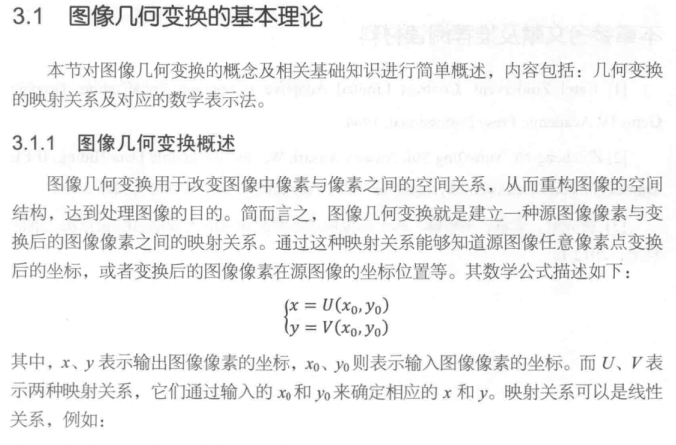 3.1 图像几何变换的基本理论
本节对图像几何变换的概念及相关基础知识进行简单概述，内容包括：几何变换
的映射关系及对应的数学表示法。
3.1.1 图像几何变换概述
图像几何变换用于改变图像中像素与像素之间的空间关系，从而重构图像的空间
结构，达到处理图像的目的。简而言之，图像几何变换就是建立一种源图像像素与变
换后的图像像素之间的映射关系。通过这种映射关系能够知道源图像任意像素点变换
后的坐标，或者变换后的图像像素在源图像的坐标位置等。其数学公式描述如下：
x = U(x₀, y₀)
y = V(x₀, y₀)
其中，x、y 表示输出图像像素的坐标，x₀、y₀则表示输入图像像素的坐标。而 U、V 表
示两种映射关系，它们通过输入的 x₀和 y₀来确定相应的 x 和 y。映射关系可以是线性
关系，例如：